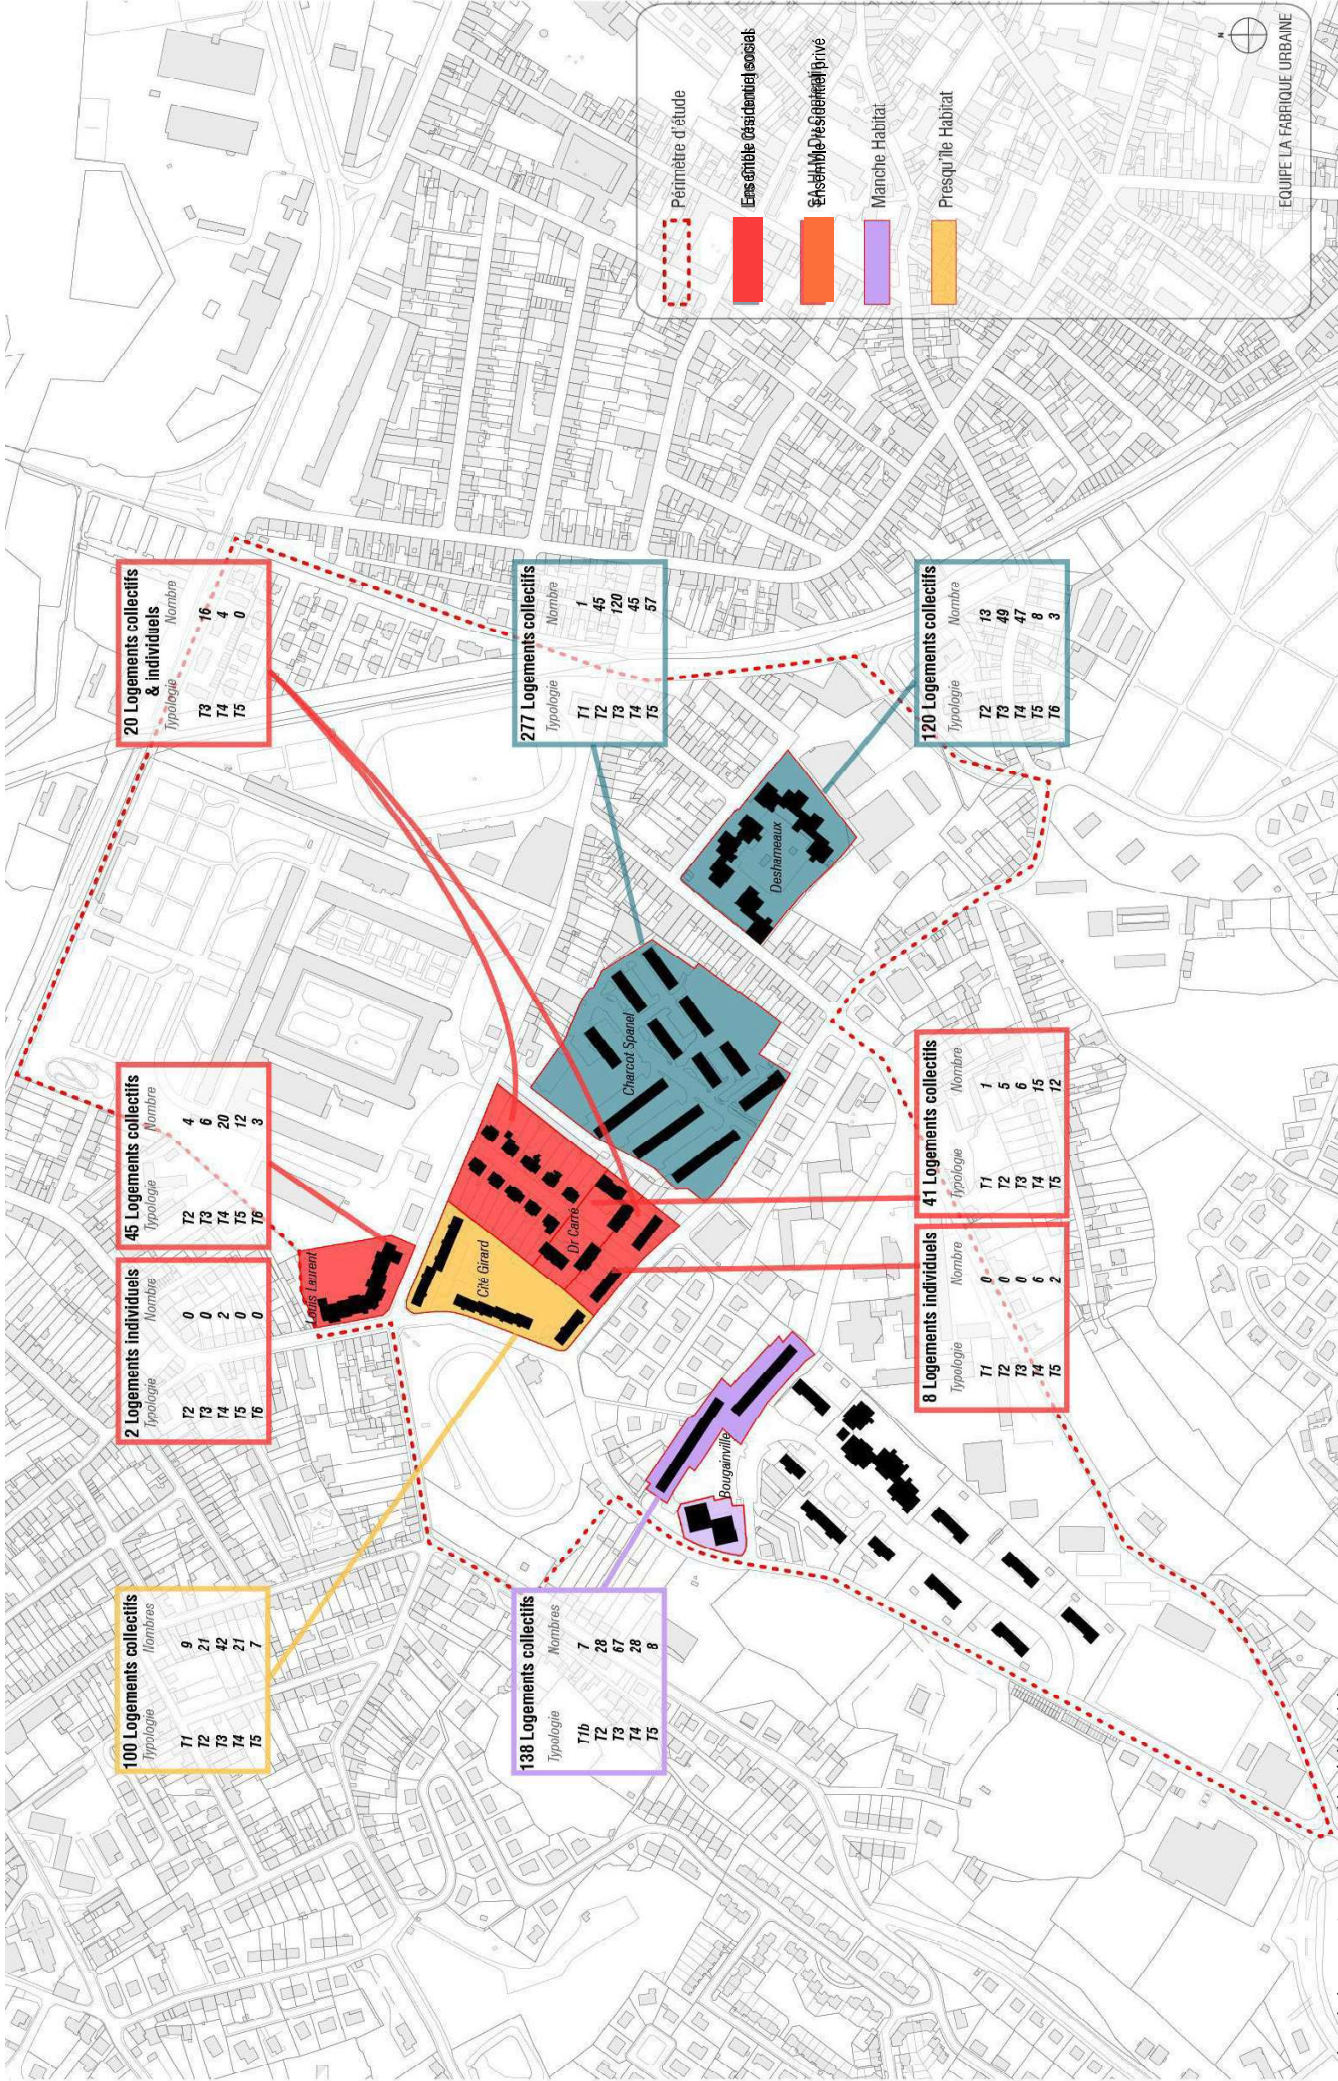 100 Logements collectifs
Typologie Nombres
T1 9
T2 21
T3 42
T4 21
T5 7
2 Logements individuels
Typologie Nombre
T2 0
T3 0
T4 2
T5 0
T6 0
45 Logements collectifs
Typologie Nombre
T2 4
T3 6
T4 20
T5 12
T6 3
20 Logements collectifs
& individuels
Typologie Nombre
T3 16
T4 4
T5 0
Louis Laurent
Cité Girard
Dr Carré
Charcot Spanel
Deshameaux
Bougainville
138 Logements collectifs
Typologie Nombres
T1b 7
T2 28
T3 67
T4 28
T5 8
277 Logements collectifs
Typologie Nombre
T1 1
T2 45
T3 120
T4 45
T5 57
8 Logements individuels
Typologie Nombre
T1 0
T2 0
T3 0
T4 6
T5 2
41 Logements collectifs
Typologie Nombre
T1 1
T2 5
T3 6
T4 15
T5 12
120 Logements collectifs
Typologie Nombre
T2 13
T3 49
T4 47
T5 8
T6 3
Périmètre d'étude
Ensemble résidentiel social
Ensemble résidentiel privé
Manche Habitat
Presqu'île Habitat
N
EQUIPE LA FABRIQUE URBAINE